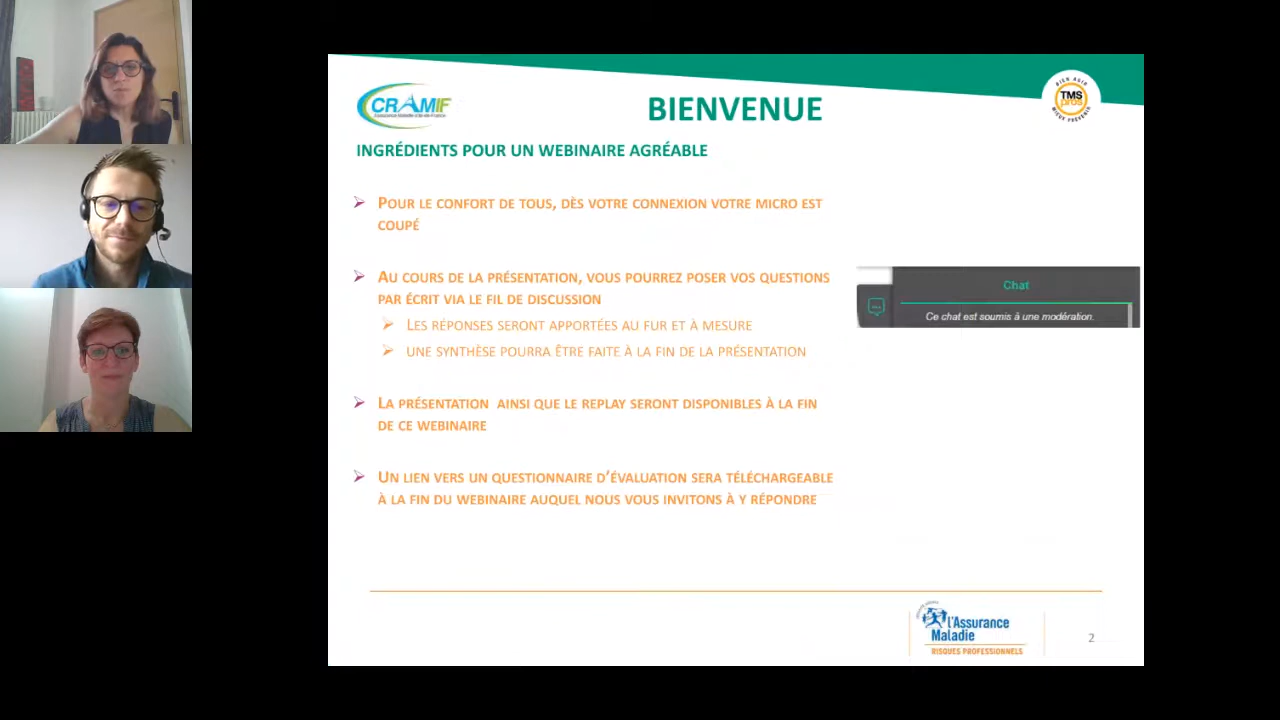 CRAMIF
BIENVENUE
BIEN AGIR
TMS
pros
MIEUX PRÉVENIR
INGRÉDIENTS POUR UN WEBINAIRE AGRÉABLE
POUR LE CONFORT DE TOUS, DÈS VOTRE CONNEXION VOTRE MICRO EST
COUPÉ
AU COURS DE LA PRÉSENTATION, VOUS POURREZ POSER VOS QUESTIONS
PAR ÉCRIT VIA LE FIL DE DISCUSSION
LES RÉPONSES SERONT APPORTÉES AU FUR ET À MESURE
UNE SYNTHÈSE POURRA ÊTRE FAITE À LA FIN DE LA PRÉSENTATION
Chat
Ce chat est soumis à une modération.
LA PRÉSENTATION AINSI QUE LE REPLAY SERONT DISPONIBLES À LA FIN
DE CE WEBINAIRE
UN LIEN VERS UN QUESTIONNAIRE D'ÉVALUATION SERA TÉLÉCHARGEABLE
À LA FIN DU WEBINAIRE AUQUEL NOUS VOUS INVITONS À Y RÉPONDRE
l'Assurance
Maladie
RISQUES PROFESSIONNELS
2